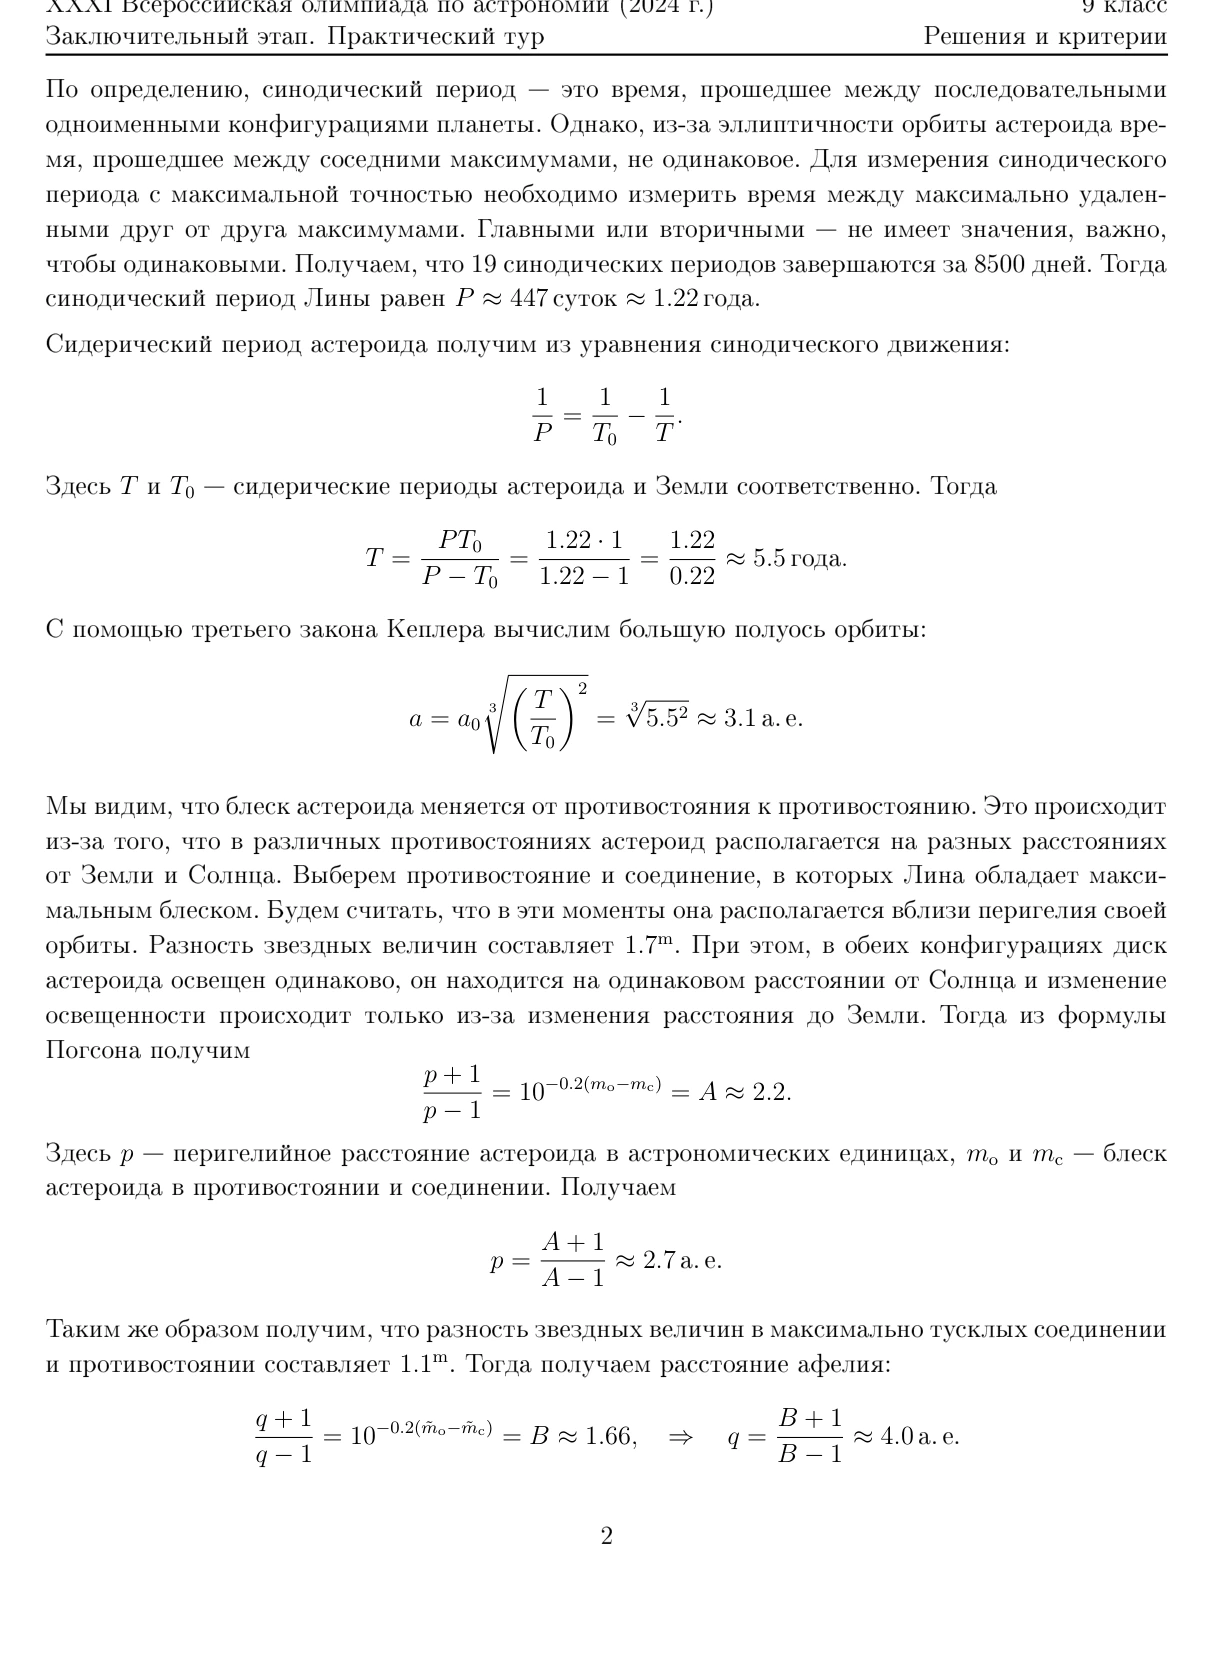 XXXI Всероссийская олимпиада по астрономии (2024 г.) 9 класс
Заключительный этап. Практический тур Решения и критерии
По определению, синодический период — это время, прошедшее между последовательными
одноименными конфигурациями планеты. Однако, из-за эллиптичности орбиты астероида вре-
мя, прошедшее между соседними максимумами, не одинаковое. Для измерения синодического
периода с максимальной точностью необходимо измерить время между максимально удален-
ными друг от друга максимумами. Главными или вторичными — не имеет значения, важно,
чтобы одинаковыми. Получаем, что 19 синодических периодов завершаются за 8500 дней. Тогда
синодический период Лины равен P ≈ 447 суток ≈ 1.22 года.
Сидерический период астероида получим из уравнения синодического движения:
1/P = 1/T₀ − 1/T.
Здесь T и T₀ — сидерические периоды астероида и Земли соответственно. Тогда
T = PT₀/(P − T₀) = (1.22 · 1)/(1.22 − 1) = 1.22/0.22 ≈ 5.5 года.
С помощью третьего закона Кеплера вычислим большую полуось орбиты:
a = a₀ ∛((T/T₀)²) = ∛(5.5²) ≈ 3.1 а. е.
Мы видим, что блеск астероида меняется от противостояния к противостоянию. Это происходит
из-за того, что в различных противостояниях астероид располагается на разных расстояниях
от Земли и Солнца. Выберем противостояние и соединение, в которых Лина обладает макси-
мальным блеском. Будем считать, что в эти моменты она располагается вблизи перигелия своей
орбиты. Разность звездных величин составляет 1.7ᵐ. При этом, в обеих конфигурациях диск
астероида освещен одинаково, он находится на одинаковом расстоянии от Солнца и изменение
освещенности происходит только из-за изменения расстояния до Земли. Тогда из формулы
Погсона получим
(p + 1)/(p − 1) = 10^(−0.2(mₒ−m_с)) = A ≈ 2.2.
Здесь p — перигелийное расстояние астероида в астрономических единицах, mₒ и m_с — блеск
астероида в противостоянии и соединении. Получаем
p = (A + 1)/(A − 1) ≈ 2.7 а. е.
Таким же образом получим, что разность звездных величин в максимально тусклых соединении
и противостоянии составляет 1.1ᵐ. Тогда получаем расстояние афелия:
(q + 1)/(q − 1) = 10^(−0.2(m̃ₒ−m̃_с)) = B ≈ 1.66, ⇒ q = (B + 1)/(B − 1) ≈ 4.0 а. е.
2